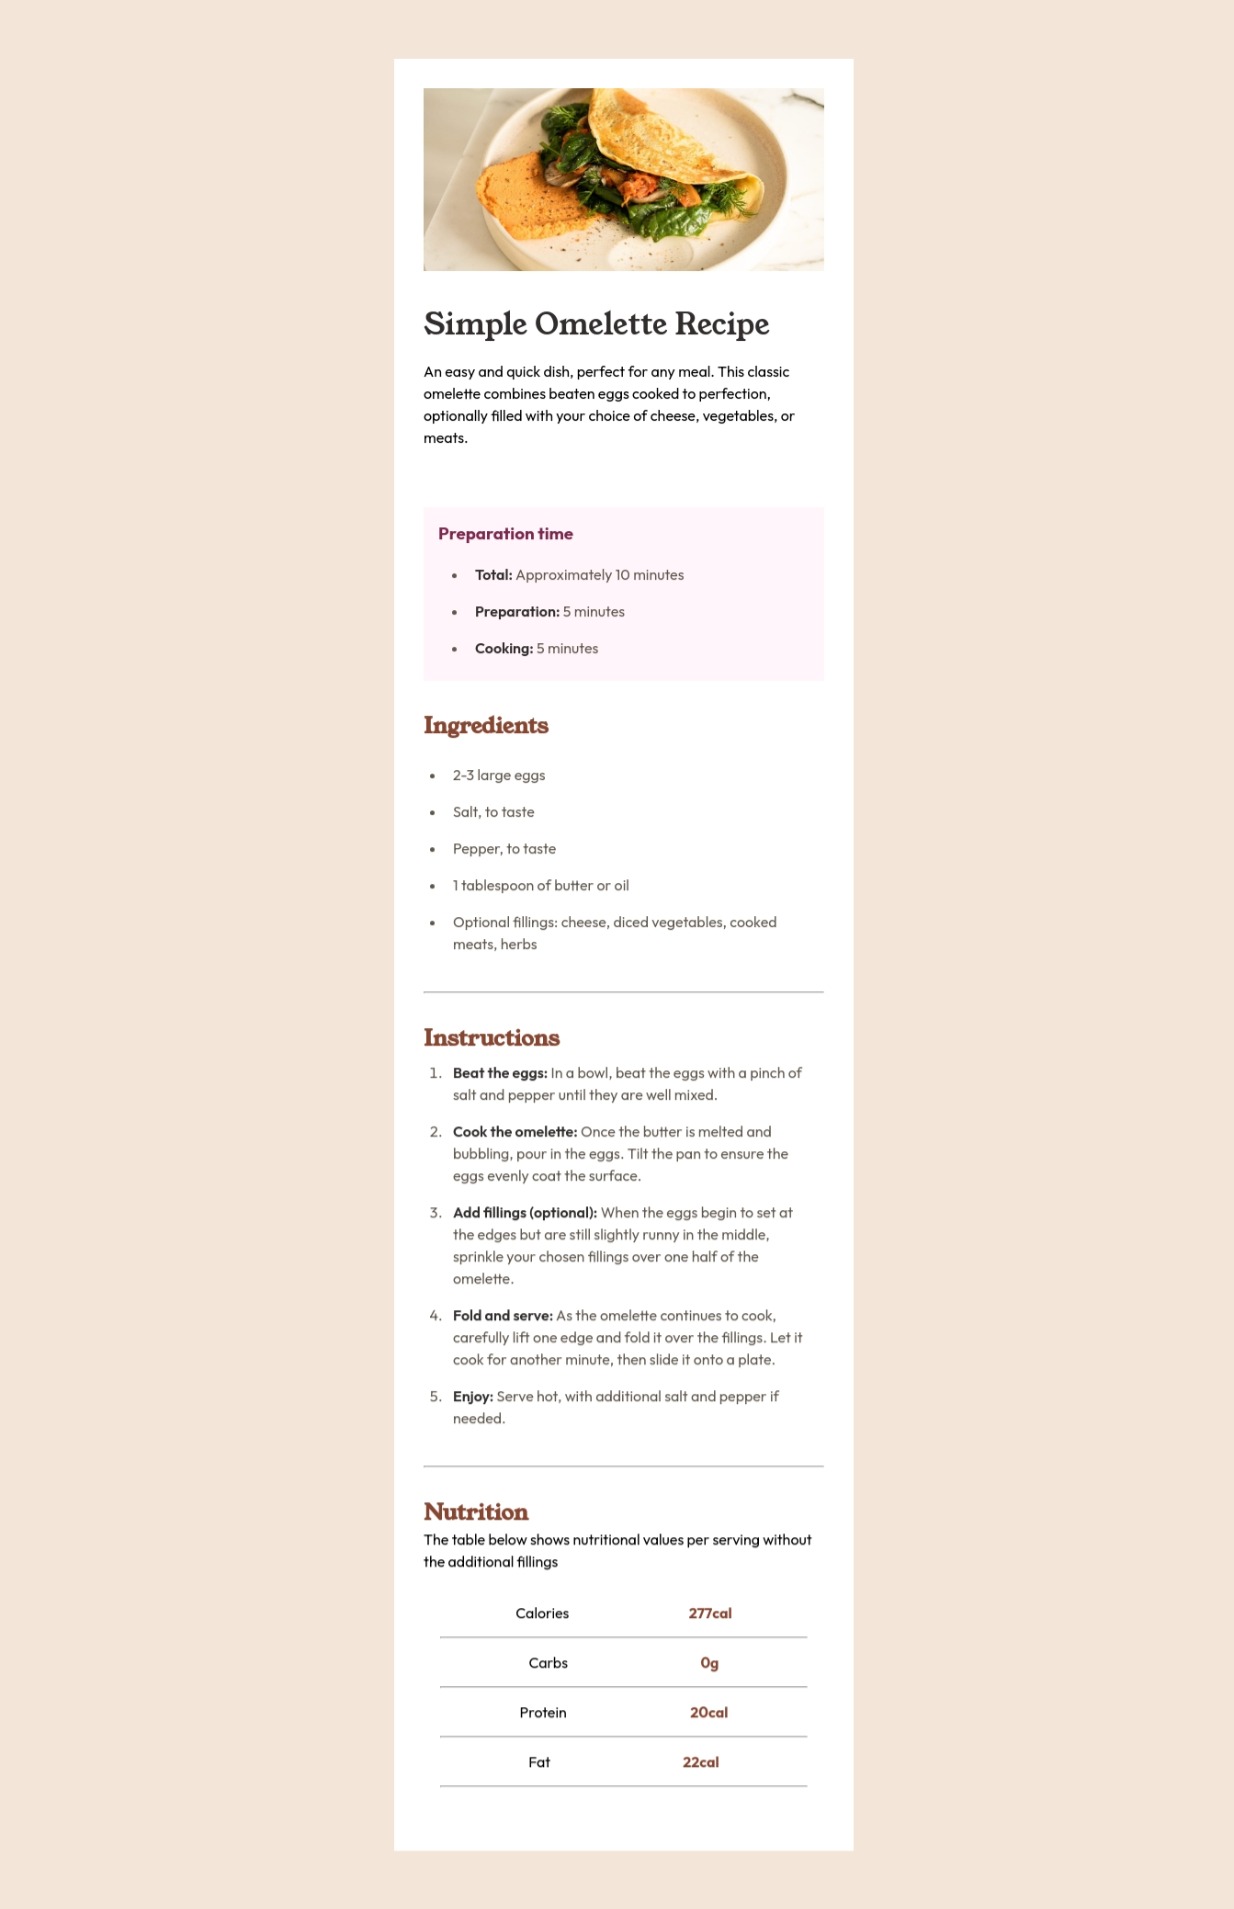 Simple Omelette Recipe
An easy and quick dish, perfect for any meal. This classic
omelette combines beaten eggs cooked to perfection,
optionally filled with your choice of cheese, vegetables, or
meats.
Preparation time
• Total: Approximately 10 minutes
• Preparation: 5 minutes
• Cooking: 5 minutes
Ingredients
• 2-3 large eggs
• Salt, to taste
• Pepper, to taste
• 1 tablespoon of butter or oil
• Optional fillings: cheese, diced vegetables, cooked
meats, herbs
Instructions
1. Beat the eggs: In a bowl, beat the eggs with a pinch of
salt and pepper until they are well mixed.
2. Cook the omelette: Once the butter is melted and
bubbling, pour in the eggs. Tilt the pan to ensure the
eggs evenly coat the surface.
3. Add fillings (optional): When the eggs begin to set at
the edges but are still slightly runny in the middle,
sprinkle your chosen fillings over one half of the
omelette.
4. Fold and serve: As the omelette continues to cook,
carefully lift one edge and fold it over the fillings. Let it
cook for another minute, then slide it onto a plate.
5. Enjoy: Serve hot, with additional salt and pepper if
needed.
Nutrition
The table below shows nutritional values per serving without
the additional fillings
Calories 277cal
Carbs 0g
Protein 20cal
Fat 22cal